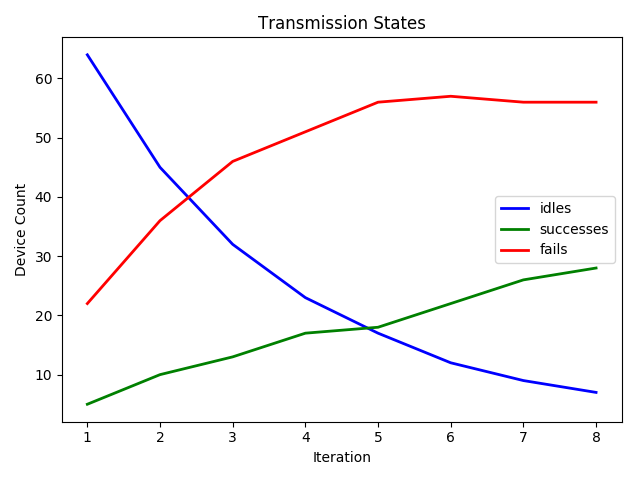 Transmission States
Device Count
60
50
40
30
20
10
idles
successes
fails
1 2 3 4 5 6 7 8
Iteration